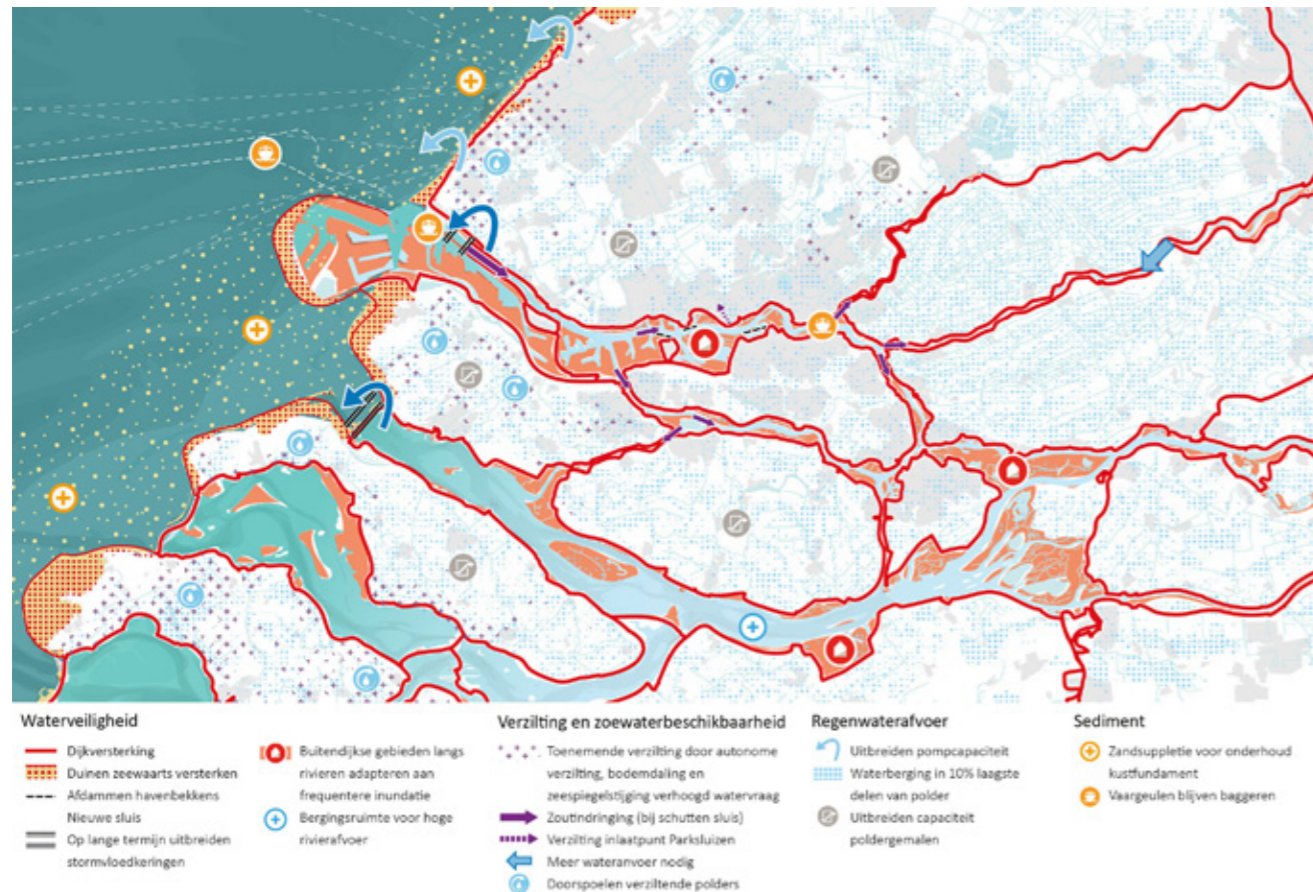 Waterveiligheid
Dijkversterking
Duinen zeewaarts versterken
Afdammen havenbekkens
Nieuwe sluis
Op lange termijn uitbreiden
stormvloedkeringen
Buitendijkse gebieden langs
rivieren adapteren aan
frequentere inundatie
Bergingsruimte voor hoge
rivierafvoer
Verzilting en zoewaterbeschikbaarheid
Toenemende verzilting door autonome
verzilting, bodemdaling en
zeespiegelstijging verhoogd watervraag
Zoutindringing (bij schutten sluis)
Verzilting inlaatpunt Parksluizen
Meer wateranvoer nodig
Doorspoelen verziltende polders
Regenwaterafvoer
Uitbreiden pompcapaciteit
Waterberging in 10% laagste
delen van polder
Uitbreiden capaciteit
poldergemalen
Sediment
Zandsuppletie voor onderhoud
kustfundament
Vaargeulen blijven baggeren